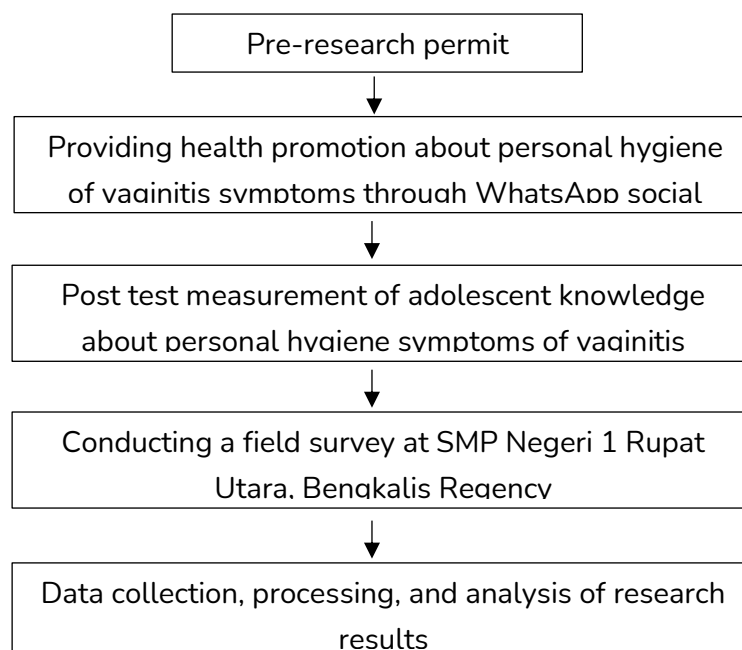 Pre-research permit
Providing health promotion about personal hygiene
of vaginitis symptoms through WhatsApp social
Post test measurement of adolescent knowledge
about personal hygiene symptoms of vaginitis
Conducting a field survey at SMP Negeri 1 Rupat
Utara, Bengkalis Regency
Data collection, processing, and analysis of research
results